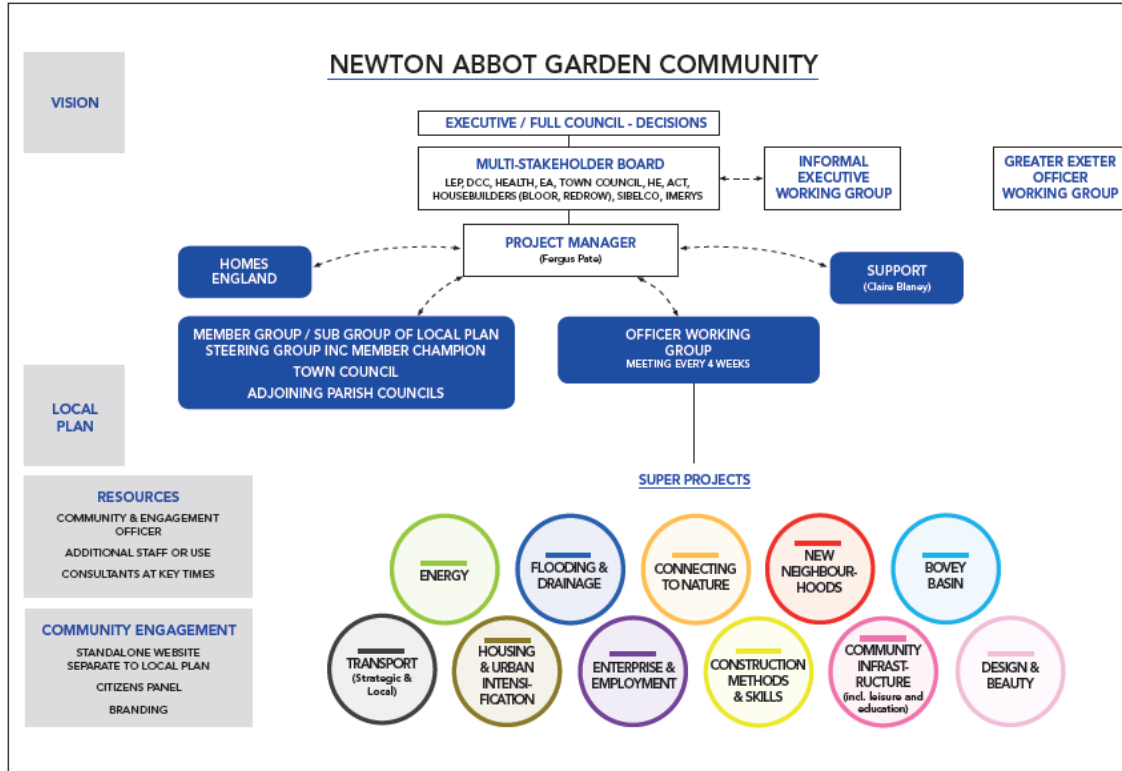 NEWTON ABBOT GARDEN COMMUNITY
VISION
EXECUTIVE / FULL COUNCIL - DECISIONS
MULTI-STAKEHOLDER BOARD
LEP, DCC, HEALTH, EA, TOWN COUNCIL, HE, ACT,
HOUSEBUILDERS (BLOOR, REDROW), SIBELCO, IMERYS
INFORMAL
EXECUTIVE
WORKING GROUP
GREATER EXETER
OFFICER
WORKING GROUP
PROJECT MANAGER
(Fergus Pate)
HOMES
ENGLAND
SUPPORT
(Claire Blaney)
MEMBER GROUP / SUB GROUP OF LOCAL PLAN
STEERING GROUP INC MEMBER CHAMPION
TOWN COUNCIL
ADJOINING PARISH COUNCILS
OFFICER WORKING
GROUP
MEETING EVERY 4 WEEKS
LOCAL
PLAN
RESOURCES
COMMUNITY & ENGAGEMENT
OFFICER
ADDITIONAL STAFF OR USE
CONSULTANTS AT KEY TIMES
COMMUNITY ENGAGEMENT
STANDALONE WEBSITE
SEPARATE TO LOCAL PLAN
CITIZENS PANEL
BRANDING
SUPER PROJECTS
ENERGY
FLOODING &
DRAINAGE
CONNECTING
TO NATURE
NEW
NEIGHBOUR-
HOODS
BOVEY
BASIN
TRANSPORT
(Strategic &
Local)
HOUSING
& URBAN
INTENSI-
FICATION
ENTERPRISE &
EMPLOYMENT
CONSTRUCTION
METHODS
& SKILLS
COMMUNITY
INFRAST-
RUCTURE
(incl. leisure and
education)
DESIGN &
BEAUTY